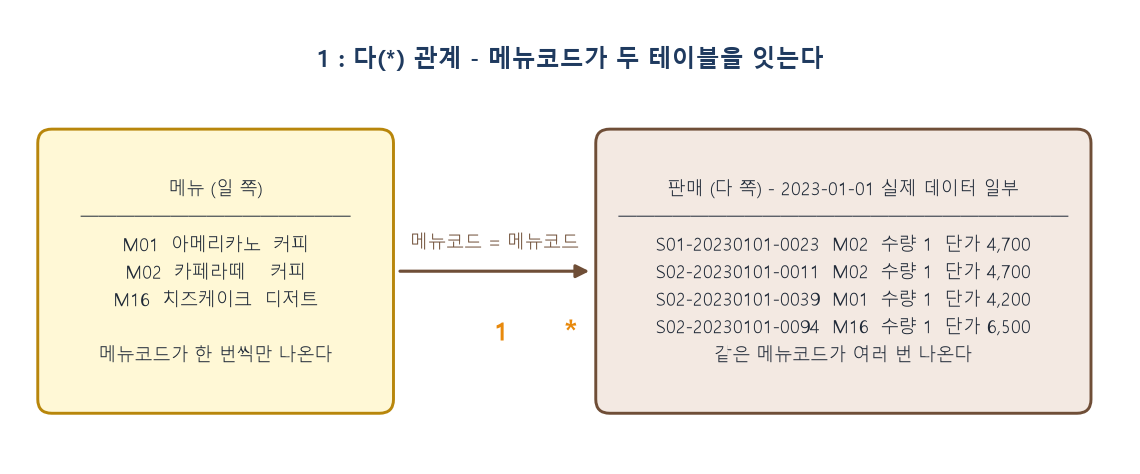 1 : 다(*) 관계 - 메뉴코드가 두 테이블을 잇는다
메뉴 (일 쪽)
M01 아메리카노 커피
M02 카페라떼 커피
M16 치즈케이크 디저트
메뉴코드가 한 번씩만 나온다
메뉴코드 = 메뉴코드
1 *
판매 (다 쪽) - 2023-01-01 실제 데이터 일부
S01-20230101-0023 M02 수량 1 단가 4,700
S02-20230101-0011 M02 수량 1 단가 4,700
S02-20230101-0039 M01 수량 1 단가 4,200
S02-20230101-0094 M16 수량 1 단가 6,500
같은 메뉴코드가 여러 번 나온다